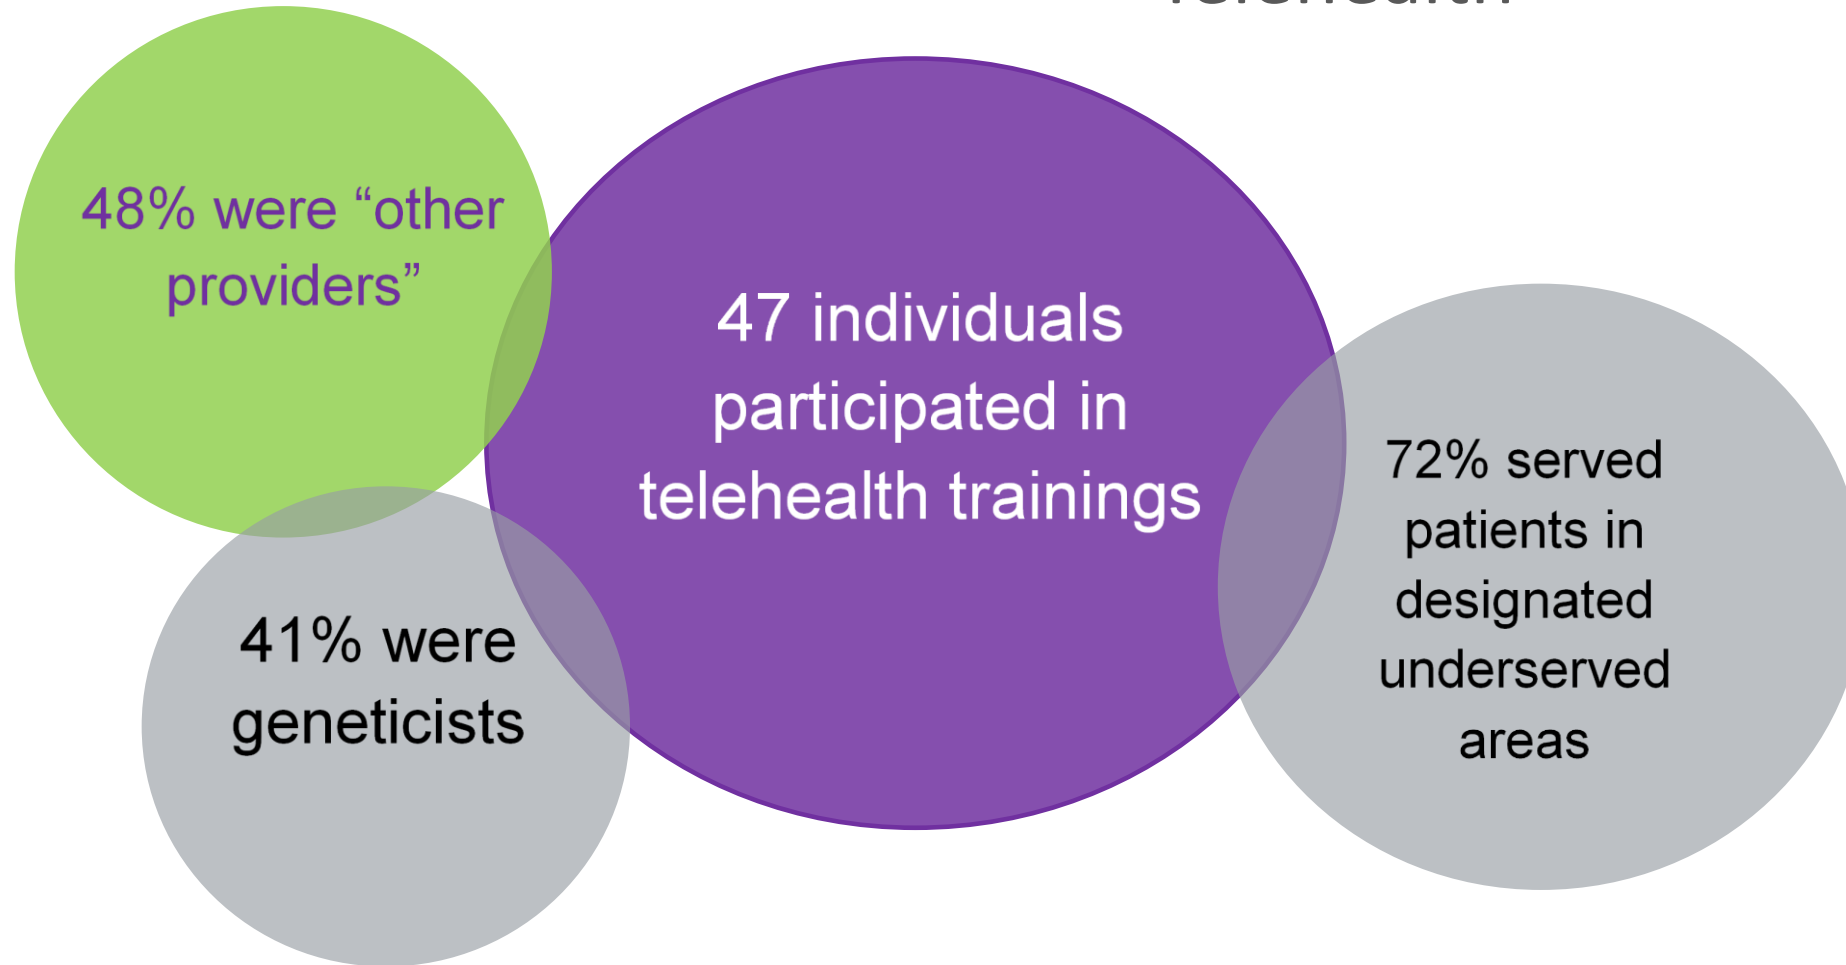 Telehealth
48% were “other
providers”
47 individuals
participated in
telehealth trainings
41% were
geneticists
72% served
patients in
designated
underserved
areas